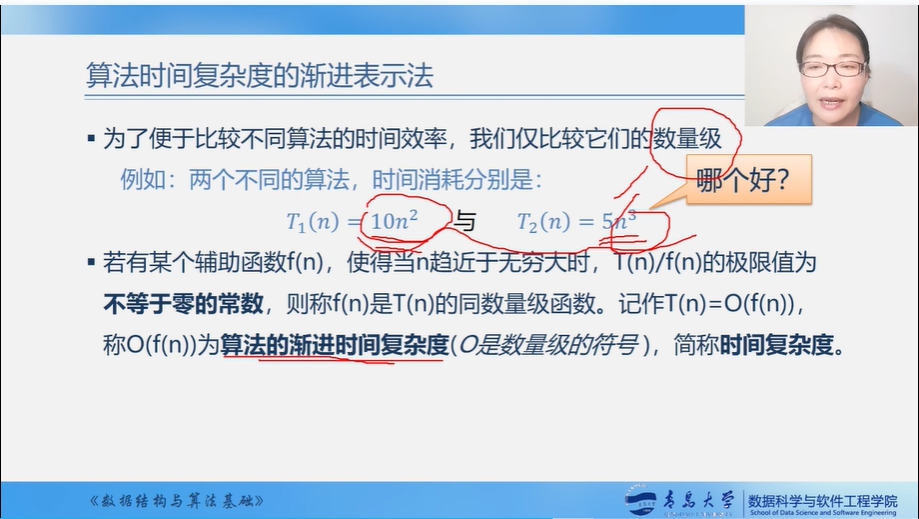 算法时间复杂度的渐进表示法
▪ 为了便于比较不同算法的时间效率，我们仅比较它们的数量级
例如：两个不同的算法，时间消耗分别是：
哪个好？
T₁(n) = 10n² 与 T₂(n) = 5n³
▪ 若有某个辅助函数f(n)，使得当n趋近于无穷大时，T(n)/f(n)的极限值为
不等于零的常数，则称f(n)是T(n)的同数量级函数。记作T(n)=O(f(n))，
称O(f(n))为算法的渐进时间复杂度(O是数量级的符号 )，简称时间复杂度。
《数据结构与算法基础》
青岛大学
数据科学与软件工程学院
School of Data Science and Software Engineering